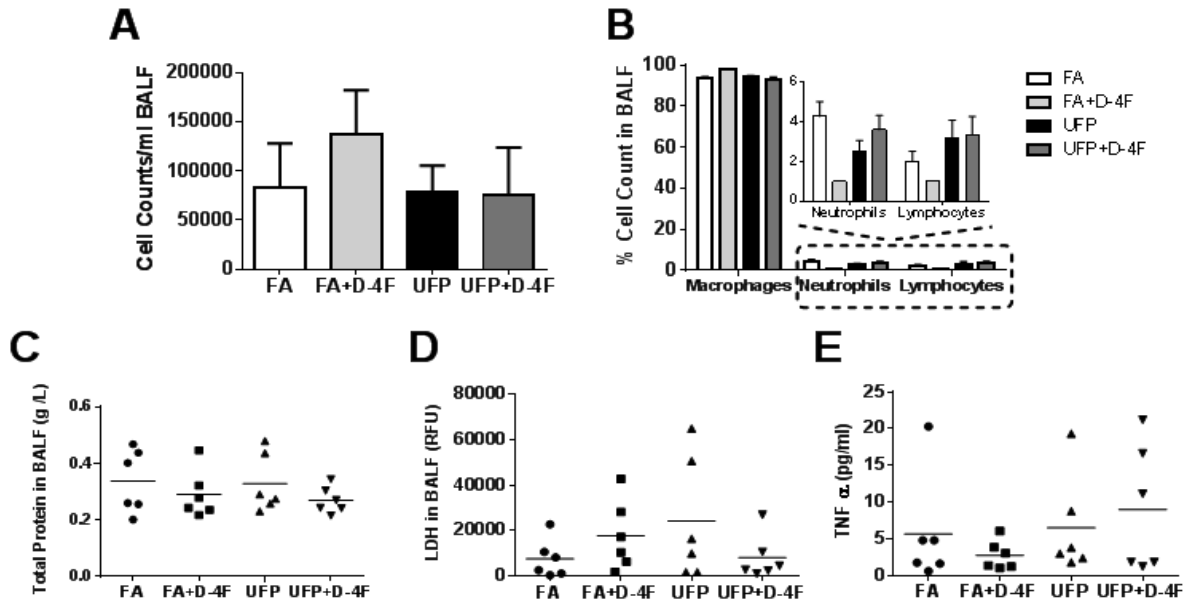 A
Cell Counts/ml BALF
200000
150000
100000
50000
0
FA FA+D-4F UFP UFP+D-4F
B
% Cell Count in BALF
100
80
60
40
20
0
6
4
2
0
Neutrophils Lymphocytes
Macrophages Neutrophils Lymphocytes
FA
FA+D-4F
UFP
UFP+D-4F
C
Total Protein in BALF (g /L)
0.6
0.4
0.2
0.0
FA FA+D-4F UFP UFP+D-4F
D
LDH in BALF (RFU)
80000
60000
40000
20000
0
FA FA+D-4F UFP UFP+D-4F
E
TNF α (pg/ml)
25
20
15
10
5
0
FA FA+D-4F UFP UFP+D-4F